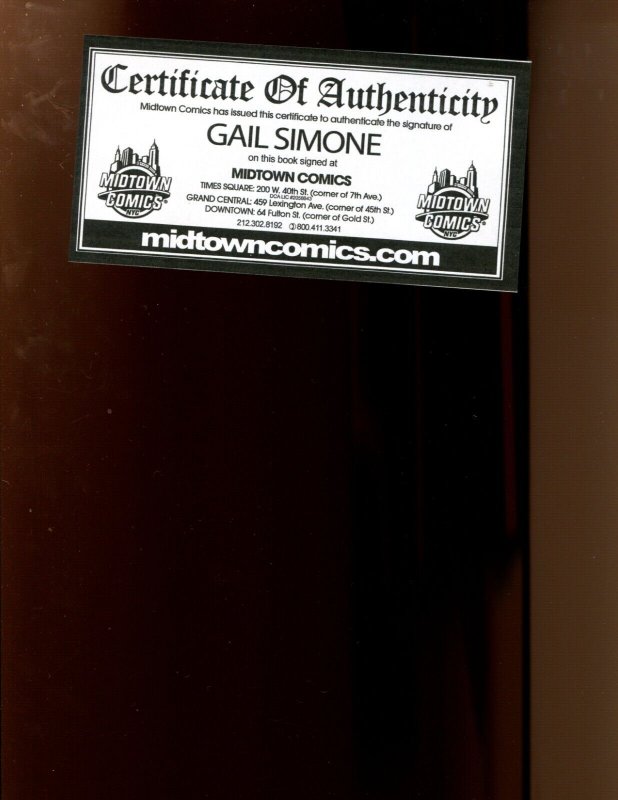 Certificate Of Authenticity
Midtown Comics has issued this certificate to authenticate the signature of
GAIL SIMONE
on this book signed at
MIDTOWN COMICS
TIMES SQUARE: 200 W. 40th St. (corner of 7th Ave.)
GRAND CENTRAL: 459 Lexington Ave. (corner of 45th St.)
DOWNTOWN: 64 Fulton St. (corner of Gold St.)
212.302.8192 800.411.3341
midtowncomics.com
MIDTOWN
COMICS®
NYC
MIDTOWN
COMICS®
NYC